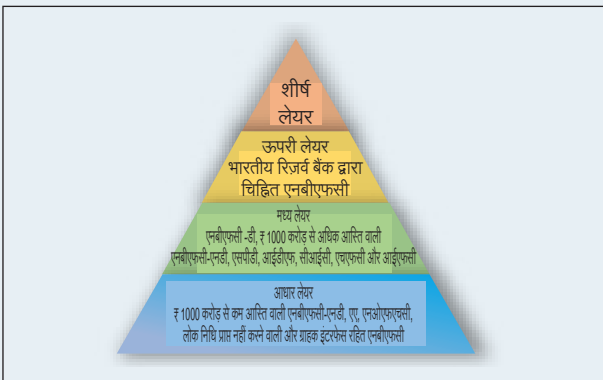 शीर्ष
लेयर
ऊपरी लेयर
भारतीय रिज़र्व बैंक द्वारा
चिह्नित एनबीएफसी
मध्य लेयर
एनबीएफसी -डी, ₹ 1000 करोड़ से अधिक आस्ति वाली
एनबीएफसी-एनडी, एसपीडी, आईडीएफ, सीआईसी, एचएफसी और आईएफसी
आधार लेयर
₹ 1000 करोड़ से कम आस्ति वाली एनबीएफसी-एनडी, एए, एनओएफएचसी,
लोक निधि प्राप्त नहीं करने वाली और ग्राहक इंटरफेस रहित एनबीएफसी